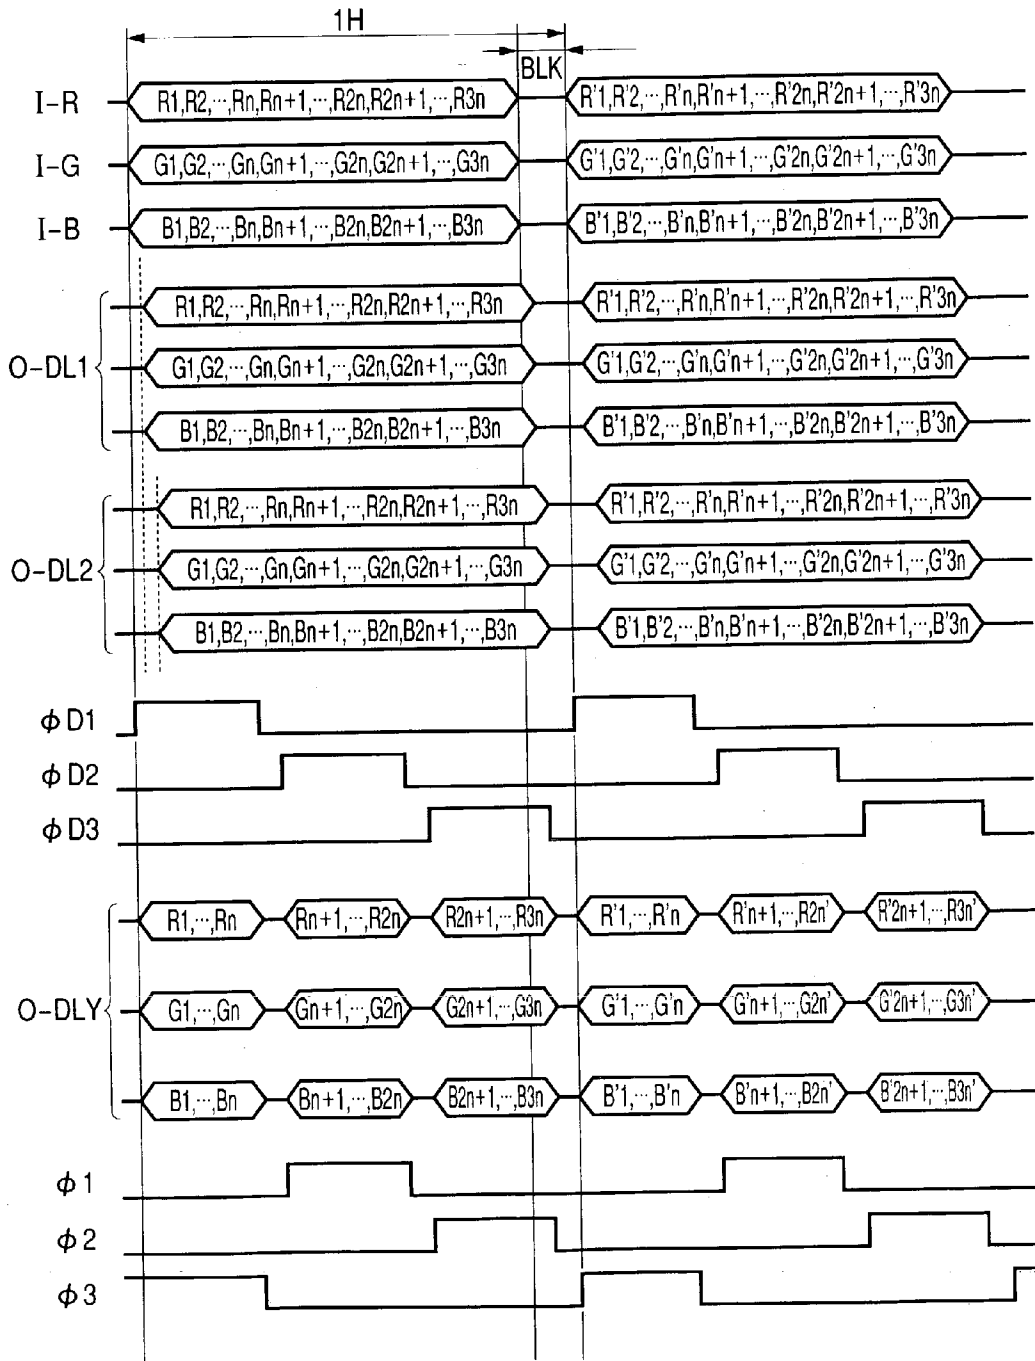 1H
BLK
I-R R1,R2,···,Rn,Rn+1,···,R2n,R2n+1,···,R3n R'1,R'2,···,R'n,R'n+1,···,R'2n,R'2n+1,···,R'3n
I-G G1,G2,···Gn,Gn+1,···,G2n,G2n+1,···,G3n G'1,G'2,···,G'n,G'n+1,···,G'2n,G'2n+1,···,G'3n
I-B B1,B2,···,Bn,Bn+1,···,B2n,B2n+1,···,B3n B'1,B'2,···,B'n,B'n+1,···,B'2n,B'2n+1,···,B'3n
R1,R2,···,Rn,Rn+1,···,R2n,R2n+1,···,R3n R'1,R'2,···,R'n,R'n+1,···,R'2n,R'2n+1,···,R'3n
O-DL1 G1,G2,···Gn,Gn+1,···,G2n,G2n+1,···,G3n G'1,G'2,···,G'n,G'n+1,···,G'2n,G'2n+1,···,G'3n
B1,B2,···,Bn,Bn+1,···,B2n,B2n+1,···,B3n B'1,B'2,···,B'n,B'n+1,···,B'2n,B'2n+1,···,B'3n
R1,R2,···,Rn,Rn+1,···,R2n,R2n+1,···,R3n R'1,R'2,···,R'n,R'n+1,···,R'2n,R'2n+1,···,R'3n
O-DL2 G1,G2,···Gn,Gn+1,···,G2n,G2n+1,···,G3n G'1,G'2,···,G'n,G'n+1,···,G'2n,G'2n+1,···,G'3n
B1,B2,···,Bn,Bn+1,···,B2n,B2n+1,···,B3n B'1,B'2,···,B'n,B'n+1,···,B'2n,B'2n+1,···,B'3n
φD1
φD2
φD3
R1,···,Rn Rn+1,···,R2n R2n+1,···,R3n R'1,···,R'n R'n+1,···,R2n' R'2n+1,···,R3n'
O-DLY G1,···,Gn Gn+1,···,G2n G2n+1,···,G3n G'1,···,G'n G'n+1,···,G2n' G'2n+1,···,G3n'
B1,···,Bn Bn+1,···,B2n B2n+1,···,B3n B'1,···,B'n B'n+1,···,B2n' B'2n+1,···,B3n'
φ1
φ2
φ3